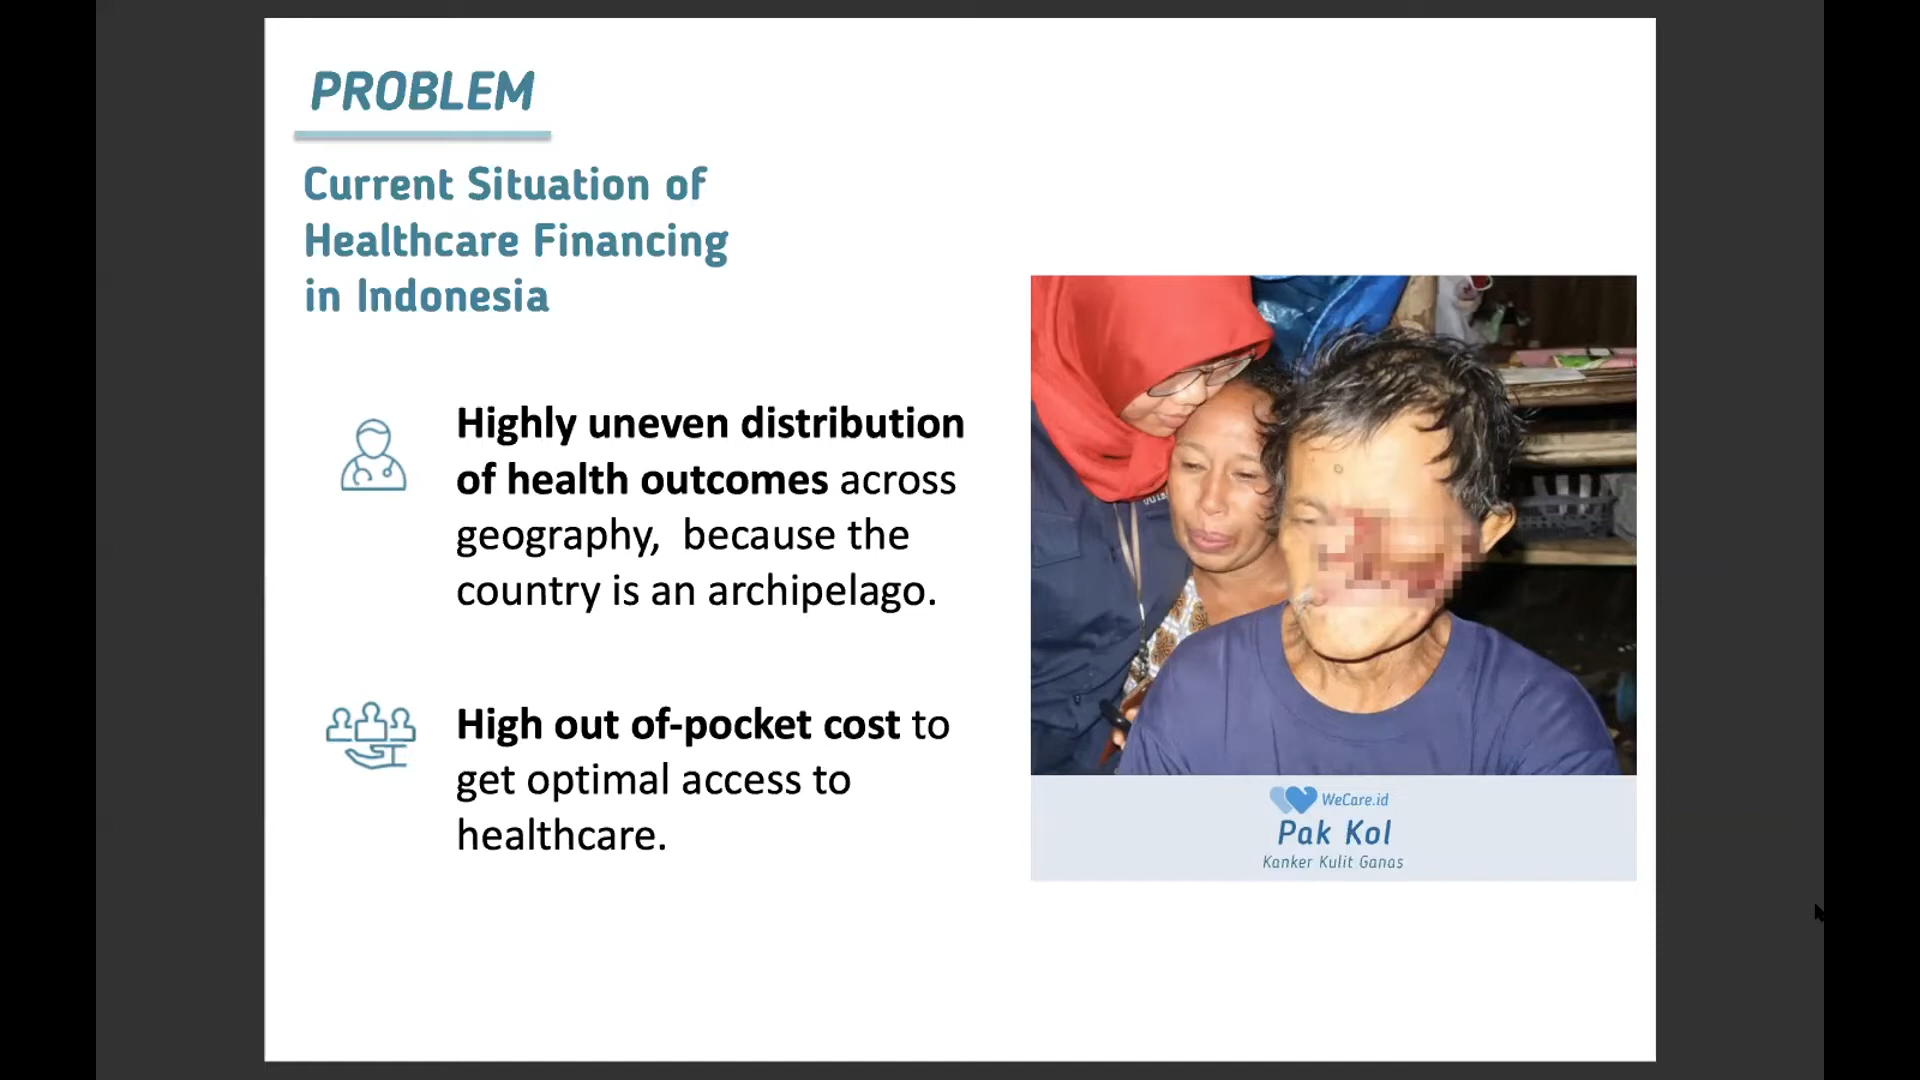 PROBLEM
Current Situation of
Healthcare Financing
in Indonesia
Highly uneven distribution
of health outcomes across
geography,  because the
country is an archipelago.
High out of-pocket cost to
get optimal access to
healthcare.
WeCare.id
Pak Kol
Kanker Kulit Ganas